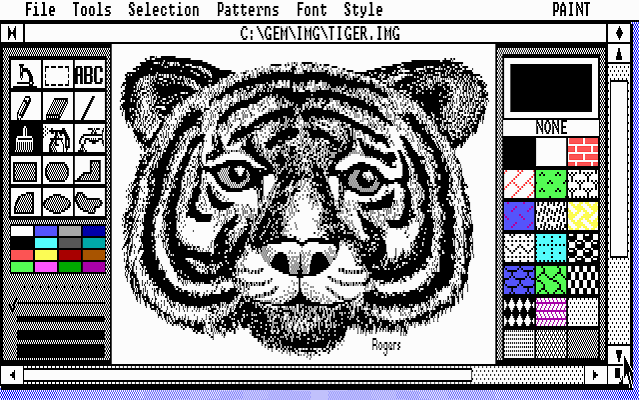 File Tools Selection Patterns Font Style PAINT
C:\GEM\IMG\TIGER.IMG
ABC
NONE
Rogers